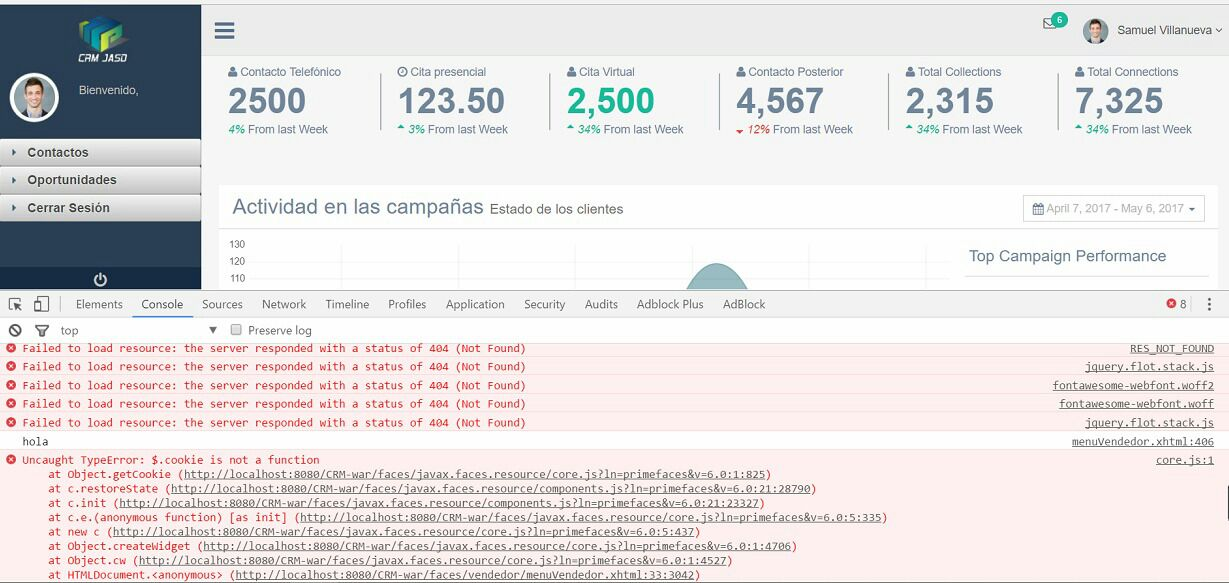 CRM JASD
Bienvenido,
Contactos
Oportunidades
Cerrar Sesión
6
Samuel Villanueva
Contacto Telefónico
2500
4% From last Week
Cita presencial
123.50
3% From last Week
Cita Virtual
2,500
34% From last Week
Contacto Posterior
4,567
12% From last Week
Total Collections
2,315
34% From last Week
Total Connections
7,325
34% From last Week
Actividad en las campañas Estado de los clientes
April 7, 2017 - May 6, 2017
130
120
110
Top Campaign Performance
Elements Console Sources Network Timeline Profiles Application Security Audits Adblock Plus AdBlock 8
top Preserve log
Failed to load resource: the server responded with a status of 404 (Not Found) RES_NOT_FOUND
Failed to load resource: the server responded with a status of 404 (Not Found) jquery.flot.stack.js
Failed to load resource: the server responded with a status of 404 (Not Found) fontawesome-webfont.woff2
Failed to load resource: the server responded with a status of 404 (Not Found) fontawesome-webfont.woff
Failed to load resource: the server responded with a status of 404 (Not Found) jquery.flot.stack.js
hola menuVendedor.xhtml:406
Uncaught TypeError: $.cookie is not a function core.js:1
at Object.getCookie (http://localhost:8080/CRM-war/faces/javax.faces.resource/core.js?ln=primefaces&v=6.0:1:825)
at c.restoreState (http://localhost:8080/CRM-war/faces/javax.faces.resource/components.js?ln=primefaces&v=6.0:21:28790)
at c.init (http://localhost:8080/CRM-war/faces/javax.faces.resource/components.js?ln=primefaces&v=6.0:21:23327)
at c.e.(anonymous function) [as init] (http://localhost:8080/CRM-war/faces/javax.faces.resource/core.js?ln=primefaces&v=6.0:5:335)
at new c (http://localhost:8080/CRM-war/faces/javax.faces.resource/core.js?ln=primefaces&v=6.0:5:437)
at Object.createWidget (http://localhost:8080/CRM-war/faces/javax.faces.resource/core.js?ln=primefaces&v=6.0:1:4706)
at Object.cw (http://localhost:8080/CRM-war/faces/javax.faces.resource/core.js?ln=primefaces&v=6.0:1:4527)
at HTMLDocument.<anonymous> (http://localhost:8080/CRM-war/faces/vendedor/menuVendedor.xhtml:33:3042)